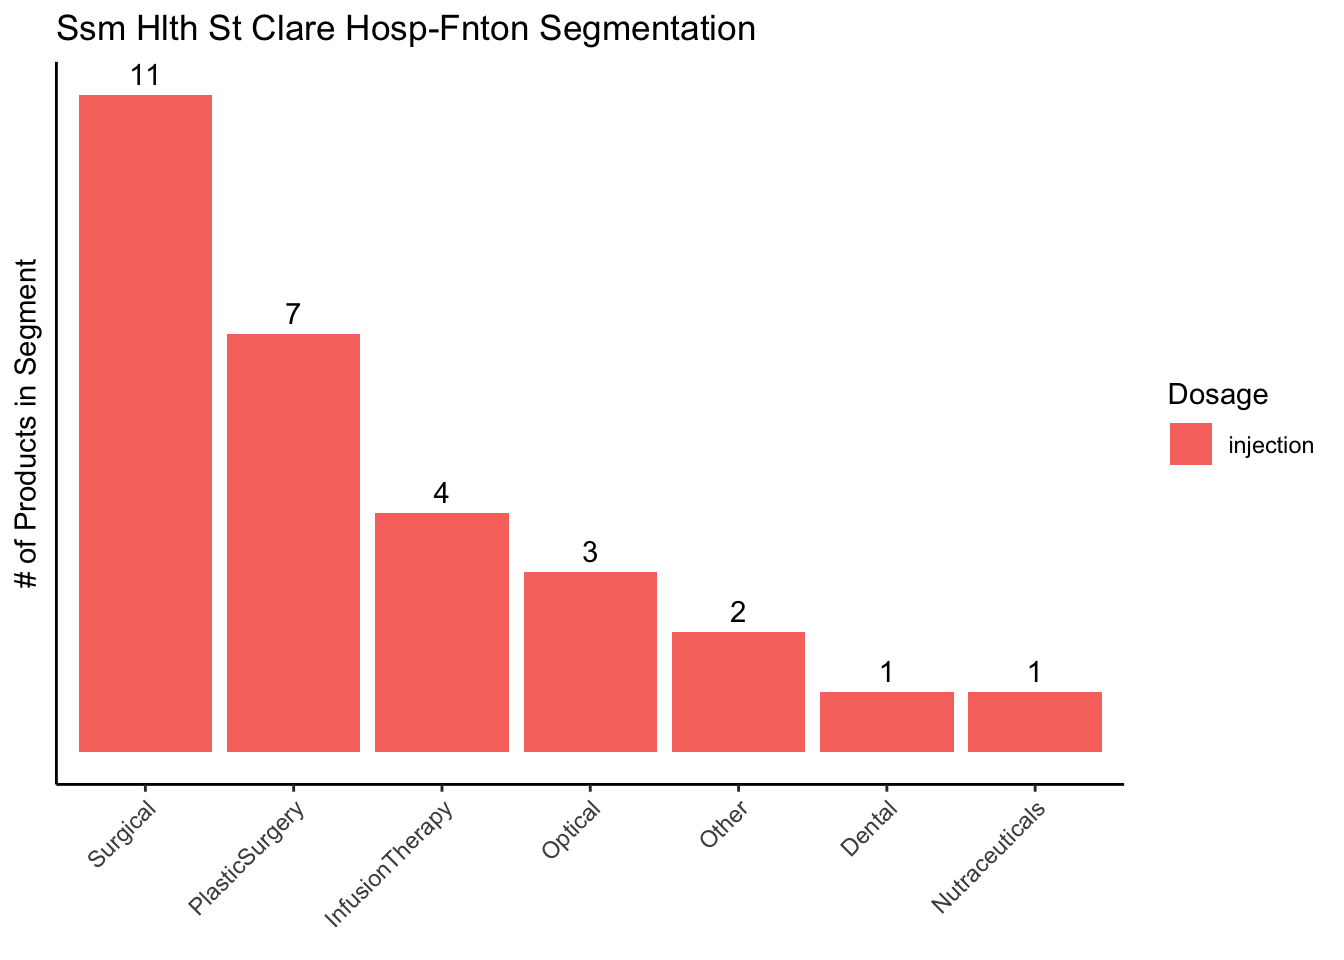 Ssm Hlth St Clare Hosp-Fnton Segmentation
# of Products in Segment
11
7
4
3
2
1
1
Surgical
PlasticSurgery
InfusionTherapy
Optical
Other
Dental
Nutraceuticals
Dosage
injection